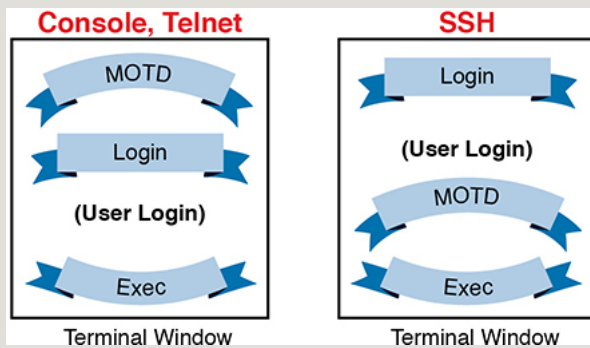 Console, Telnet
MOTD
Login
(User Login)
Exec
Terminal Window
SSH
Login
(User Login)
MOTD
Exec
Terminal Window